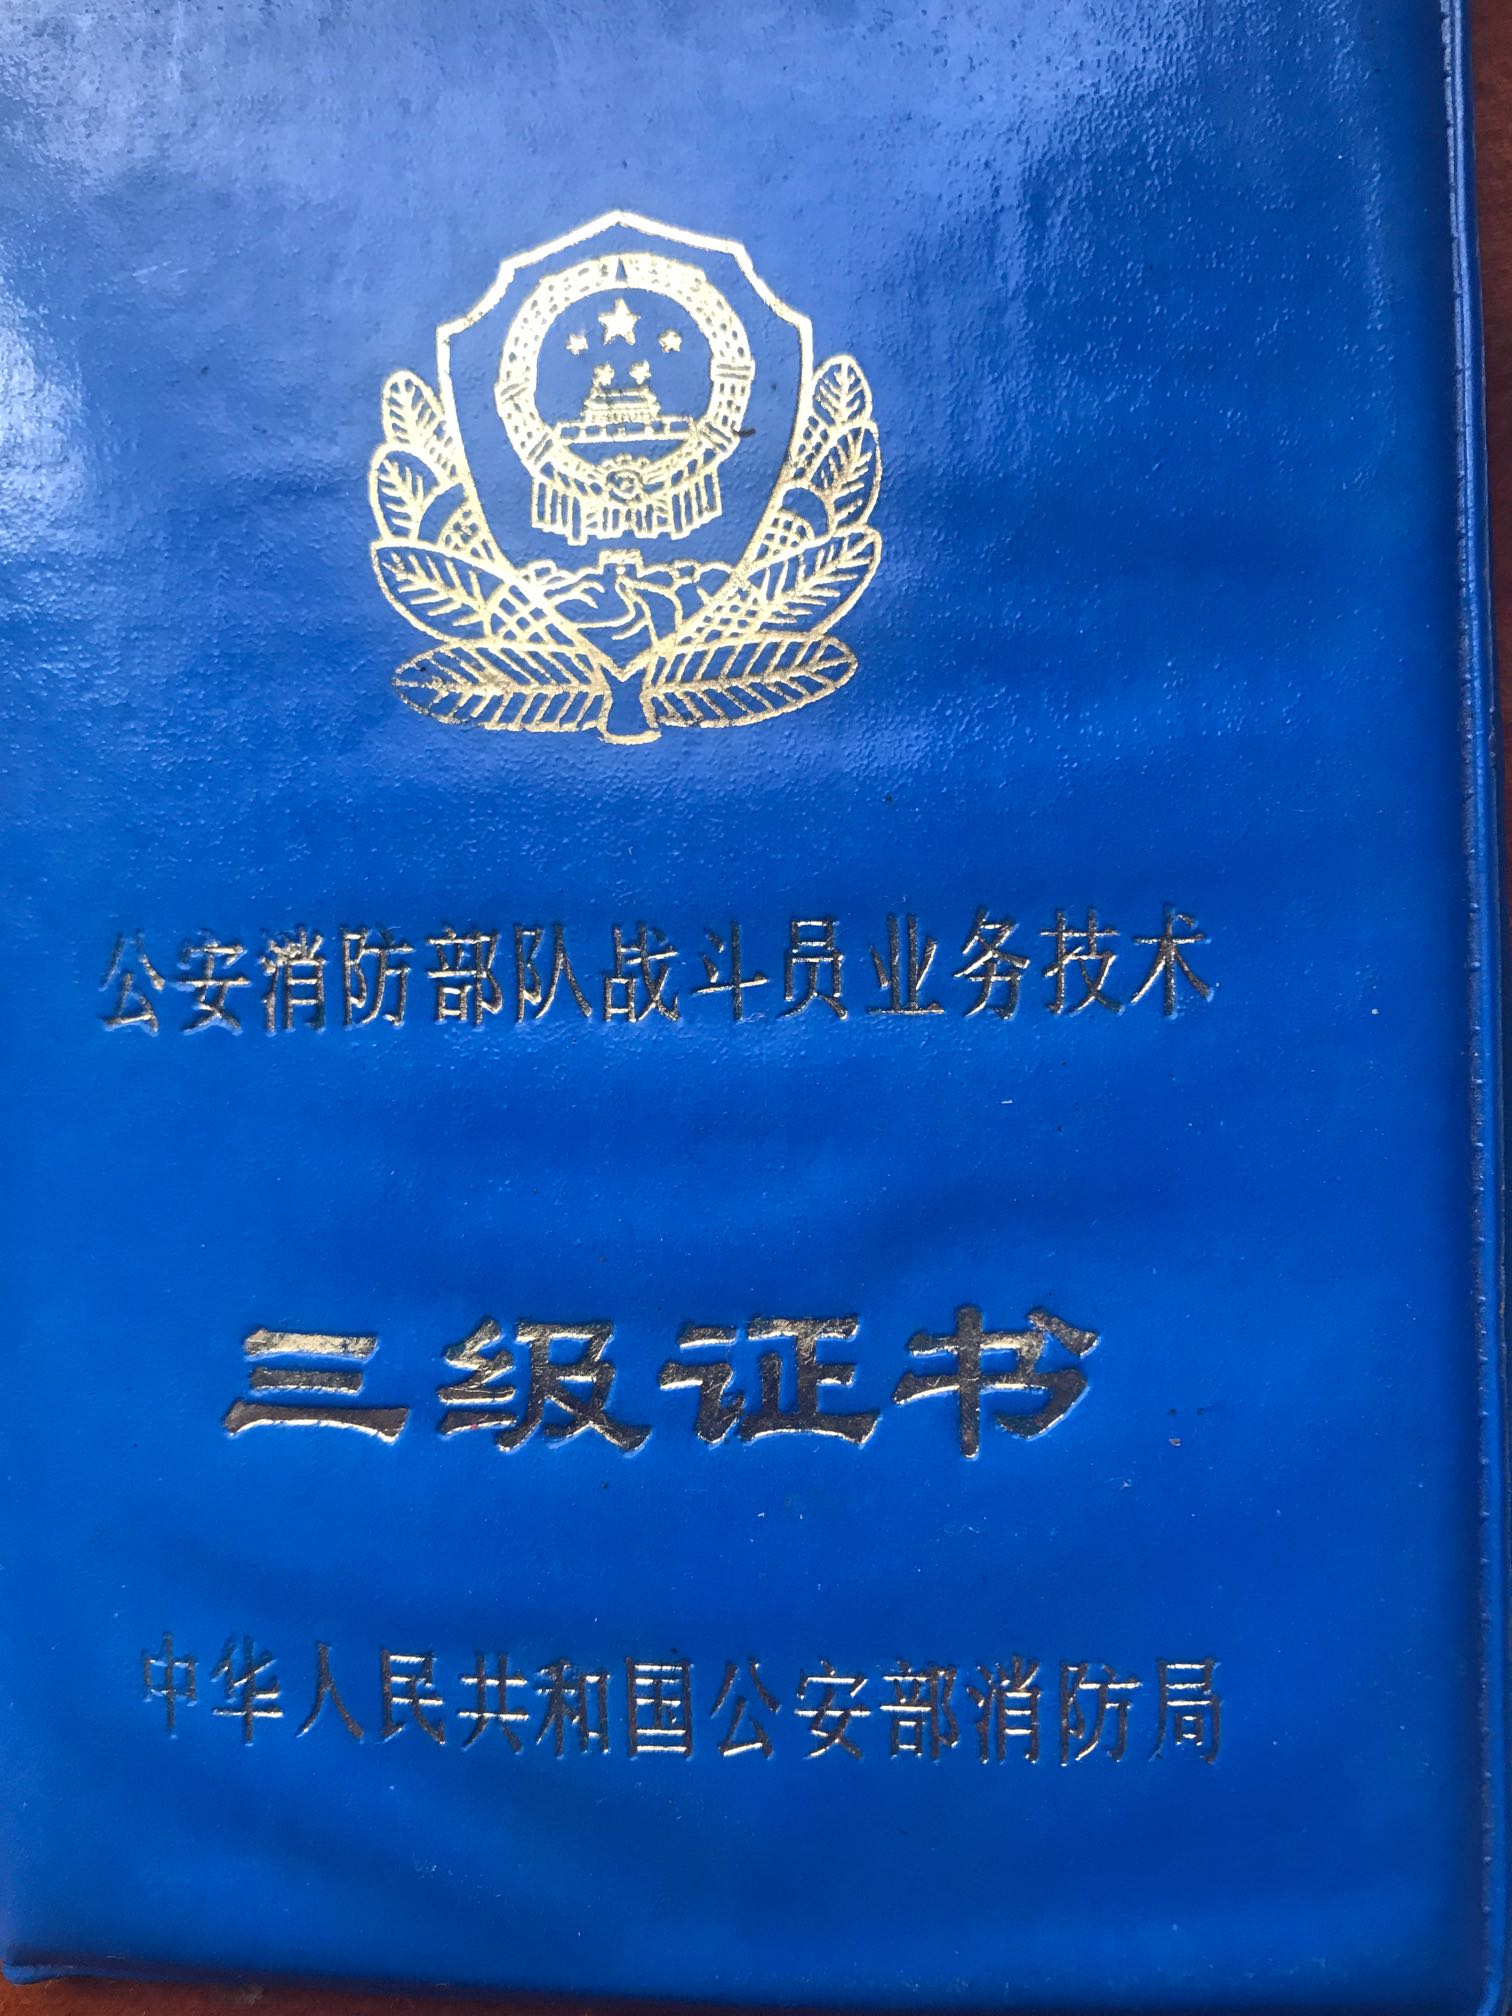 公安消防部队战斗员业务技术
三级证书
中华人民共和国公安部消防局